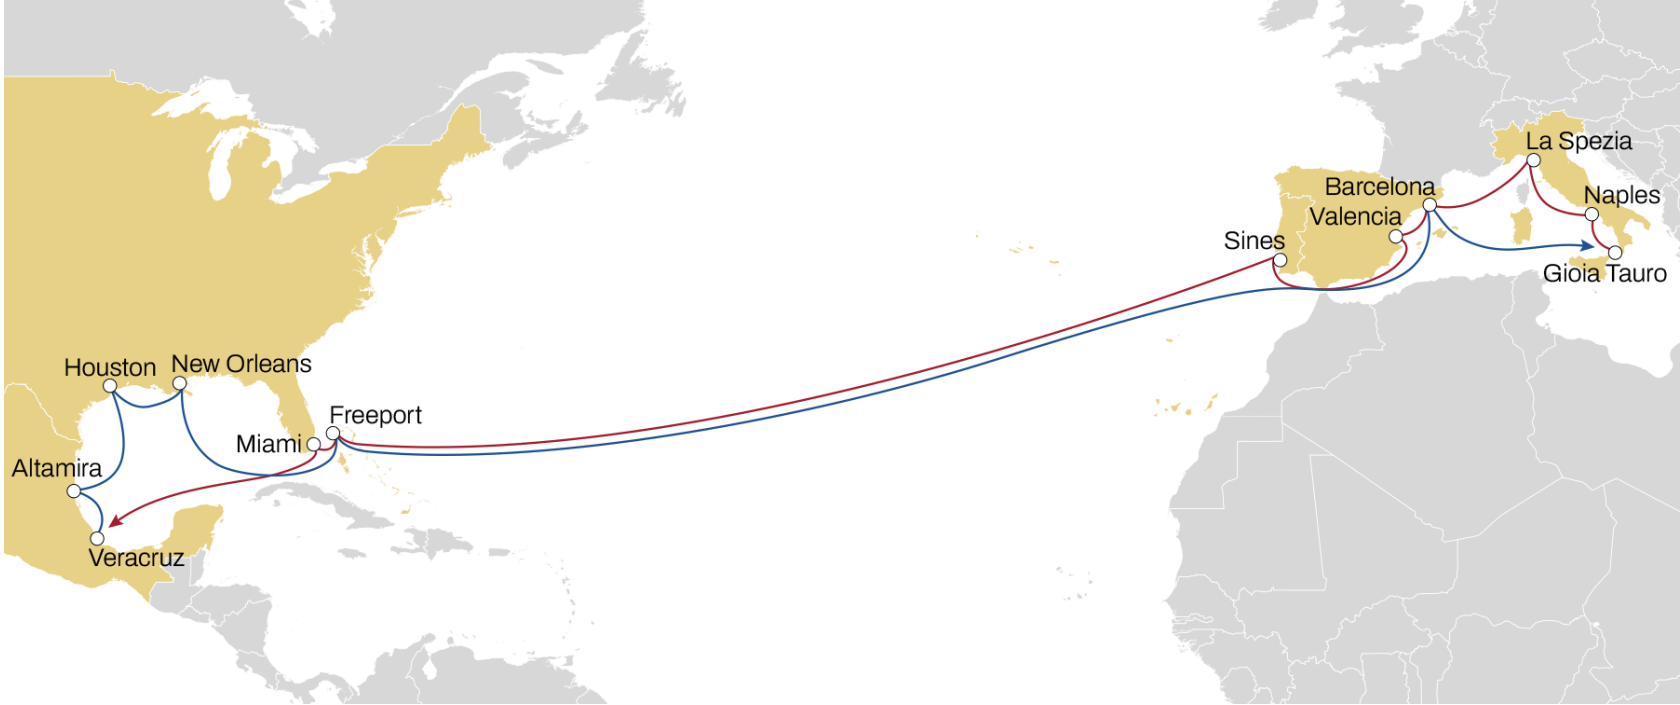 La Spezia
Barcelona
Naples
Valencia
Sines
Gioia Tauro
Houston
New Orleans
Freeport
Miami
Altamira
Veracruz